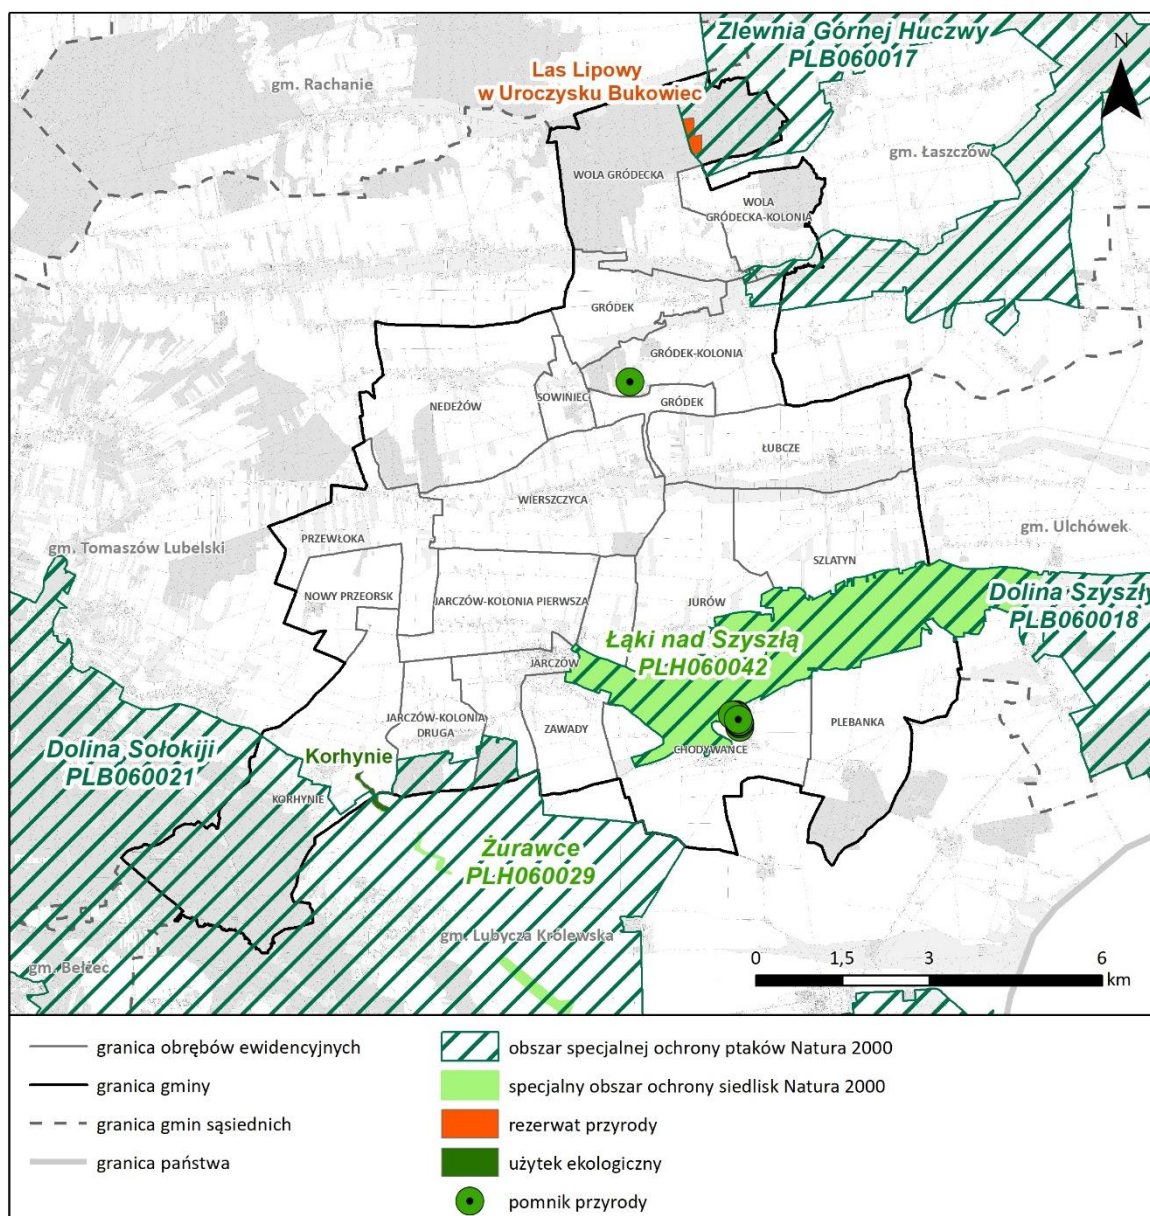 Zlewnia Górnej Huczwy
PLB060017
N
Las Lipowy
w Uroczysku Bukowiec
gm. Rachanie
gm. Łaszczów
WOLA GRÓDECKA
WOLA
GRÓDECKA-KOLONIA
GRÓDEK
GRÓDEK-KOLONIA
NEDEŻÓW
SOWINIEC
GRÓDEK
ŁUBCZE
WIERSZCZYCA
gm. Ulchówek
PRZEWŁOKA
gm. Tomaszów Lubelski
SZLATYN
NOWY PRZEORSK
JARCZÓW-KOLONIA PIERWSZA
JURÓW
Dolina Szyszły
PLB060018
Łąki nad Szyszłą
PLH060042
JARCZÓW
JARCZÓW-KOLONIA
DRUGA
ZAWADY
PLEBANKA
CHODYWAŃCE
Dolina Sołokiji
PLB060021
Korhynie
KORHYNIE
Żurawce
PLH060029
gm. Lubycza Królewska
gm. Bełżec
0 1,5 3 6
km
granica obrębów ewidencyjnych
granica gminy
granica gmin sąsiednich
granica państwa
obszar specjalnej ochrony ptaków Natura 2000
specjalny obszar ochrony siedlisk Natura 2000
rezerwat przyrody
użytek ekologiczny
pomnik przyrody